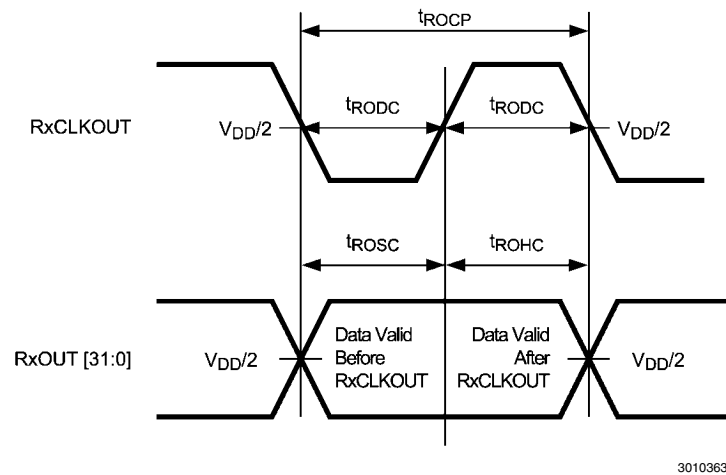 tROCP
tRODC tRODC
RxCLKOUT VDD/2 VDD/2
tROSC tROHC
Data Valid Data Valid
RxOUT [31:0] VDD/2 Before After VDD/2
RxCLKOUT RxCLKOUT
3010363